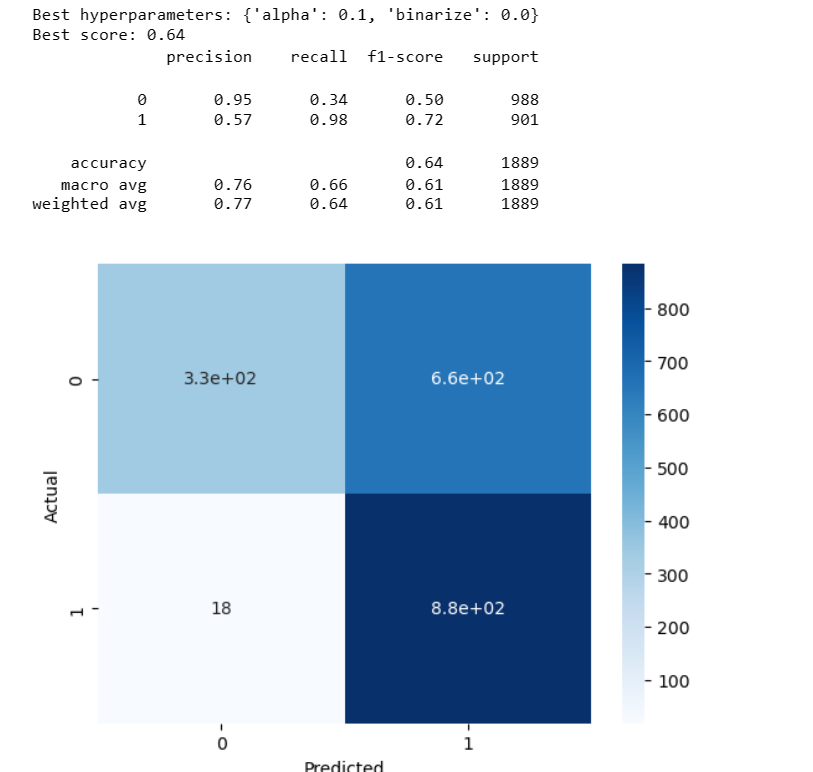 Best hyperparameters: {'alpha': 0.1, 'binarize': 0.0}
Best score: 0.64
precision recall f1-score support
0 0.95 0.34 0.50 988
1 0.57 0.98 0.72 901
accuracy 0.64 1889
macro avg 0.76 0.66 0.61 1889
weighted avg 0.77 0.64 0.61 1889
800
700
600
500
400
300
200
100
Actual
0
3.3e+02 6.6e+02
1
18 8.8e+02
0 1
Predicted